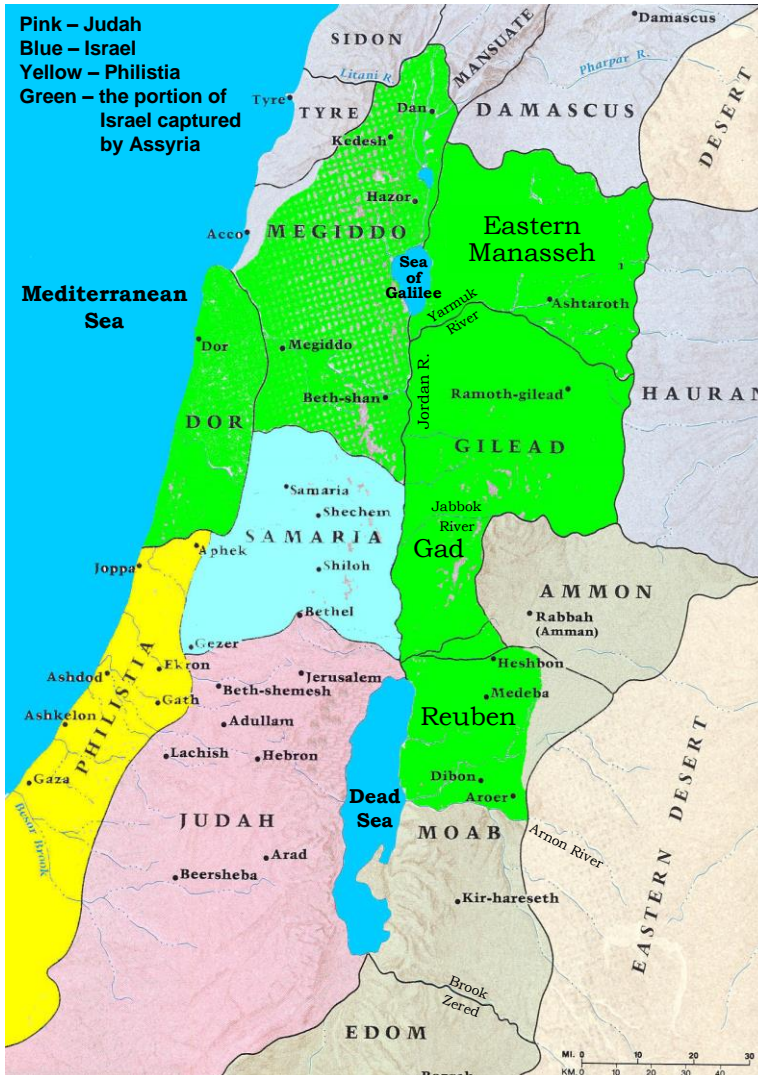 Pink – Judah
Blue – Israel
Yellow – Philistia
Green – the portion of
Israel captured
by Assyria
Damascus
SIDON
MANSUATE
Litani R.
Pharpar R.
Tyre
TYRE
Dan
DAMASCUS
DESERT
Kedesh
Hazor
Acco
MEGIDDO
Eastern
Manasseh
Sea
of
Galilee
Mediterranean
Sea
Ashtaroth
Yarmuk
River
Dor
Megiddo
Jordan R.
Beth-shan
Ramoth-gilead
HAURAN
DOR
GILEAD
Samaria
Shechem
Jabbok
River
SAMARIA
Gad
Aphek
Joppa
Shiloh
AMMON
Bethel
Rabbah
(Amman)
Gezer
Ekron
Heshbon
Ashdod
Jerusalem
Beth-shemesh
Medeba
PHILISTIA
Gath
Reuben
Ashkelon
Adullam
Lachish
Hebron
Gaza
Dibon
Dead
Sea
Aroer
Besor Brook
JUDAH
MOAB
Arnon River
EASTERN DESERT
Arad
Beersheba
Kir-hareseth
Brook
Zered
EDOM
MI. 0 10 20 30
KM. 0